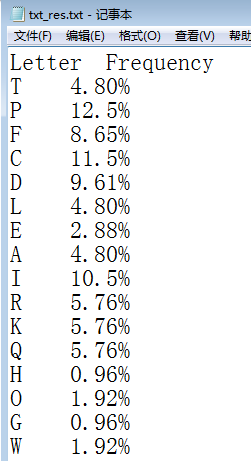 txt_res.txt - 记事本
文件(F) 编辑(E) 格式(O) 查看(V) 帮助
Letter Frequency
T 4.80%
P 12.5%
F 8.65%
C 11.5%
D 9.61%
L 4.80%
E 2.88%
A 4.80%
I 10.5%
R 5.76%
K 5.76%
Q 5.76%
H 0.96%
O 1.92%
G 0.96%
W 1.92%